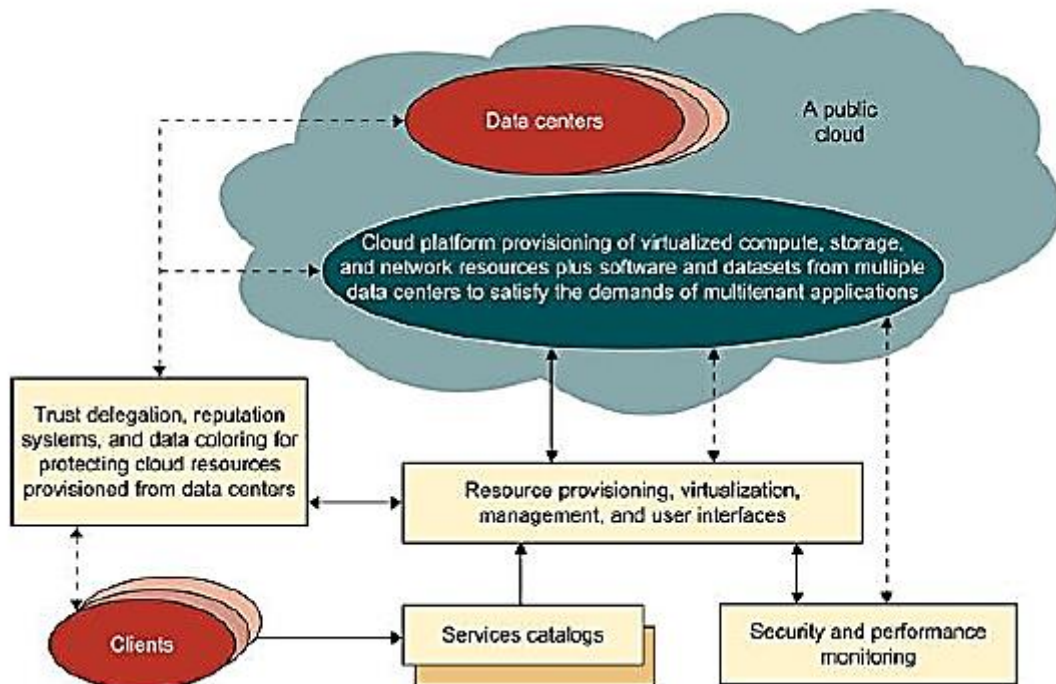 Data centers
A public
cloud
Cloud platform provisioning of virtualized compute, storage,
and network resources plus software and datasets from multiple
data centers to satisfy the demands of multitenant applications
Trust delegation, reputation
systems, and data coloring for
protecting cloud resources
provisioned from data centers
Resource provisioning, virtualization,
management, and user interfaces
Clients
Services catalogs
Security and performance
monitoring